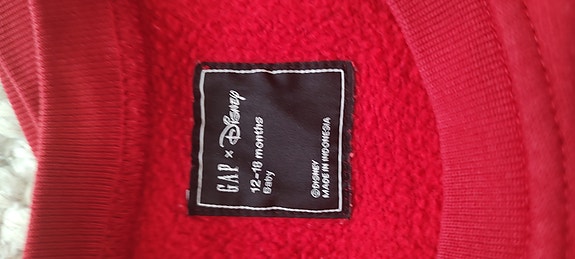 GAP × Disney
12-18 months
Baby
©DISNEY
MADE IN INDONESIA